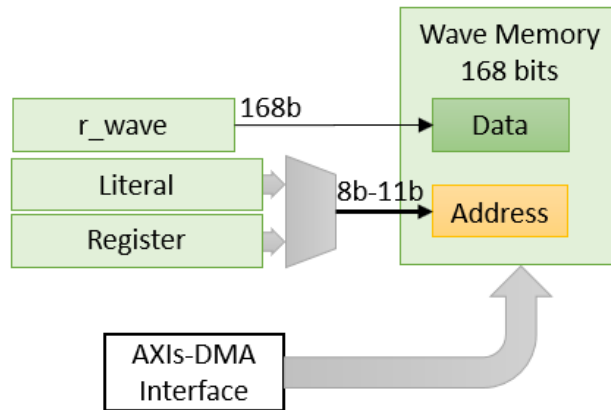 Wave Memory
168 bits
r_wave
168b
Data
Literal
8b-11b
Register
Address
AXIs-DMA
Interface